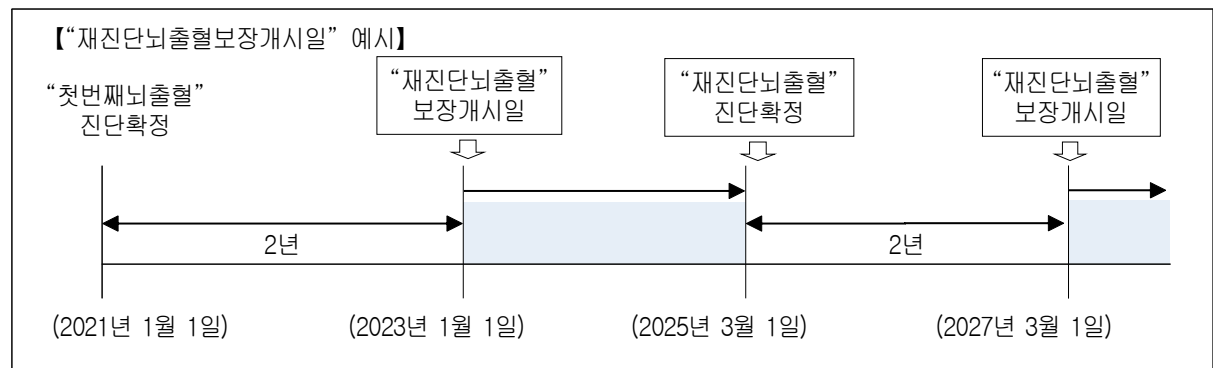 【“재진단뇌출혈보장개시일” 예시】
“첫번째뇌출혈”
진단확정
“재진단뇌출혈”
보장개시일
“재진단뇌출혈”
진단확정
“재진단뇌출혈”
보장개시일
2년
2년
(2021년 1월 1일)
(2023년 1월 1일)
(2025년 3월 1일)
(2027년 3월 1일)